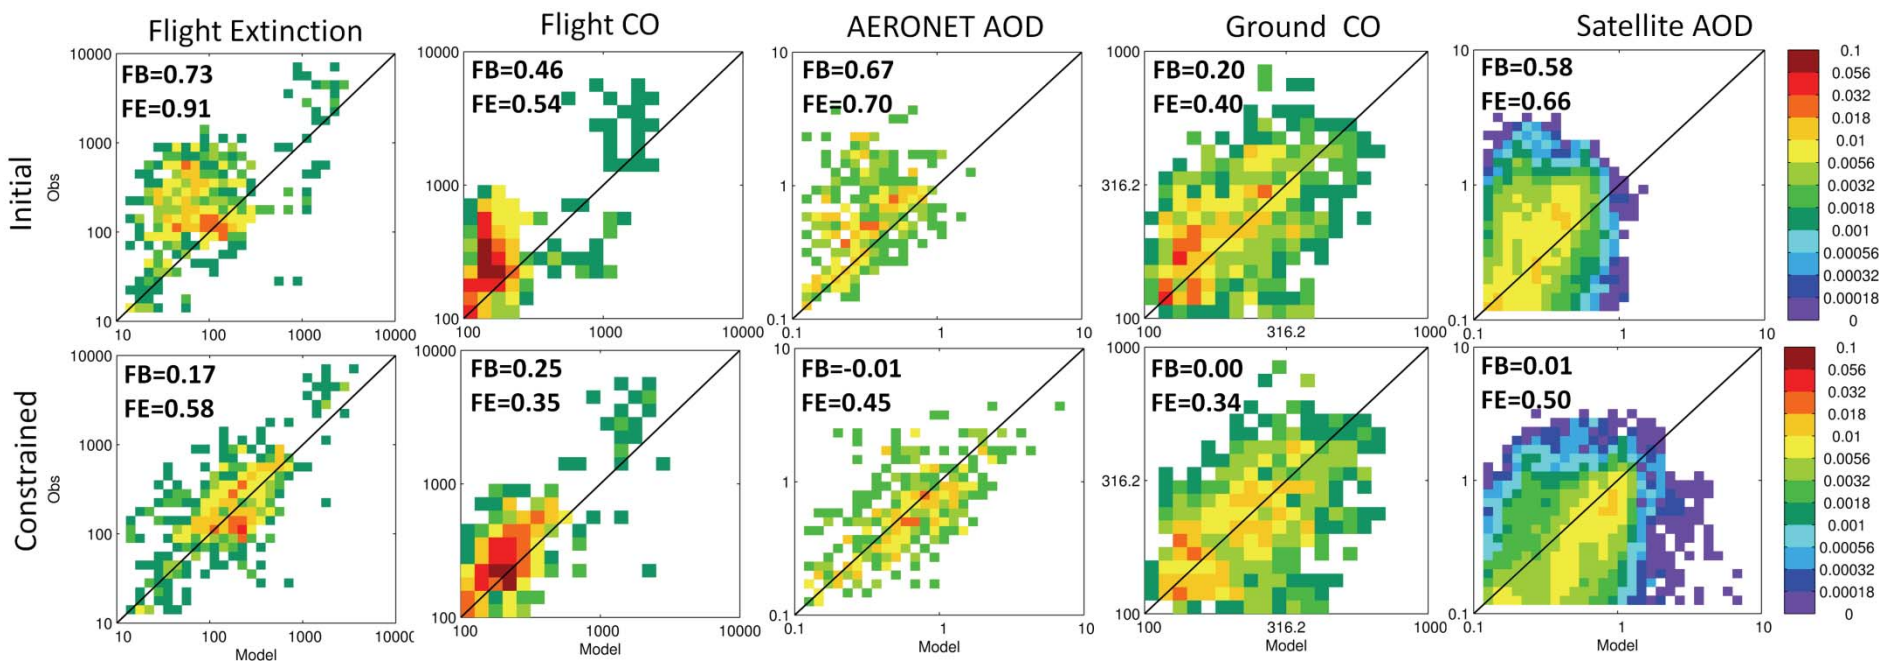 Flight Extinction
Flight CO
AERONET AOD
Ground CO
Satellite AOD
Initial
Obs
10000
1000
100
10
FB=0.73
FE=0.91
10
100
1000
10000
10000
1000
100
FB=0.46
FE=0.54
100
1000
10000
10
1
0.1
FB=0.67
FE=0.70
0.1
1
10
1000
316.2
100
FB=0.20
FE=0.40
100
316.2
1000
10
1
0.1
FB=0.58
FE=0.66
0.1
1
10
0.1
0.056
0.032
0.018
0.01
0.0056
0.0032
0.0018
0.001
0.00056
0.00032
0.00018
0
Constrained
Obs
10000
1000
100
10
FB=0.17
FE=0.58
10
100
1000
1000
Model
10000
1000
100
FB=0.25
FE=0.35
100
1000
10000
10
1
0.1
FB=-0.01
FE=0.45
0.1
1
10
Model
1000
316.2
100
FB=0.00
FE=0.34
100
316.2
1000
Model
10
1
0.1
FB=0.01
FE=0.50
0.1
1
10
Model
0.1
0.056
0.032
0.018
0.01
0.0056
0.0032
0.0018
0.001
0.00056
0.00032
0.00018
0